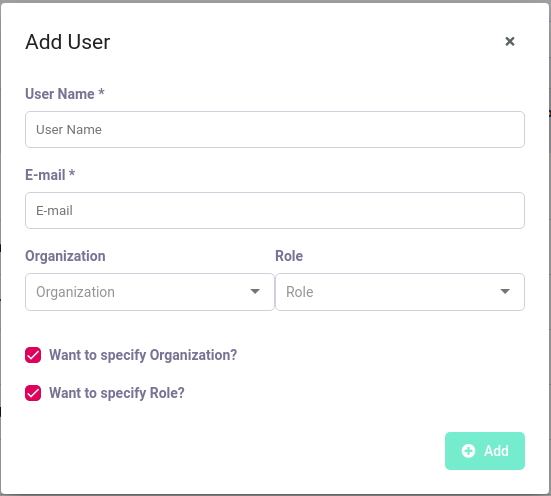 Add User
User Name *
User Name
E-mail *
E-mail
Organization Role
Organization Role
Want to specify Organization?
Want to specify Role?
Add